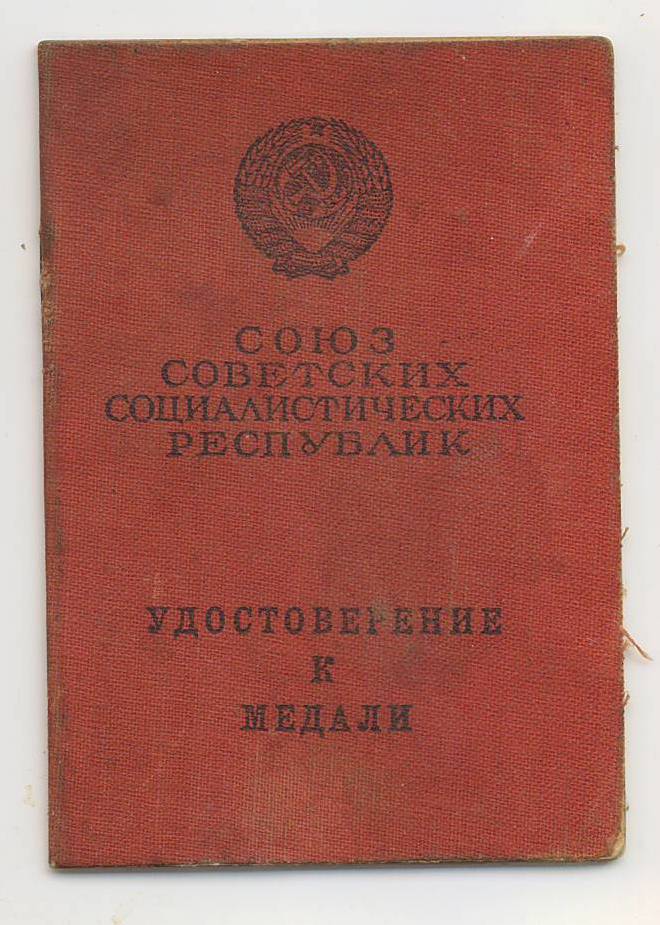 СОЮЗ
СОВЕТСКИХ
СОЦИАЛИСТИЧЕСКИХ
РЕСПУБЛИК
УДОСТОВЕРЕНИЕ
К
МЕДАЛИ